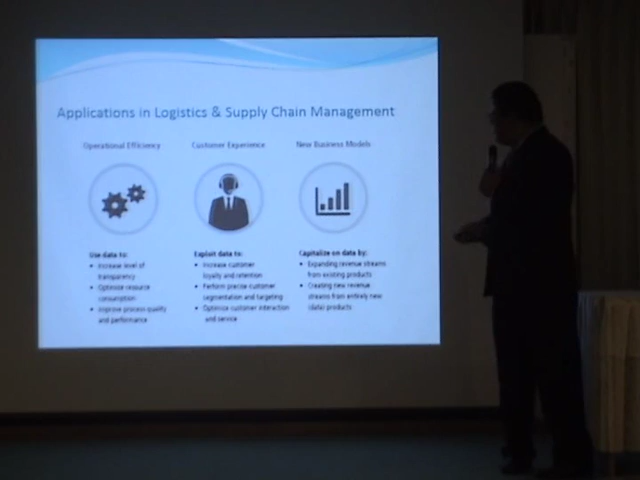 Applications in Logistics & Supply Chain Management
Operational Efficiency
Customer Experience
New Business Models
Use data to:
• Increase level of
transparency
• Optimize resource
consumption
• Improve process quality
and performance
Exploit data to:
• Increase customer
loyalty and retention
• Perform precise customer
segmentation and targeting
• Optimize customer interaction
and service
Capitalize on data by:
• Expanding revenue streams
from existing products
• Creating new revenue
streams from entirely new
(data) products